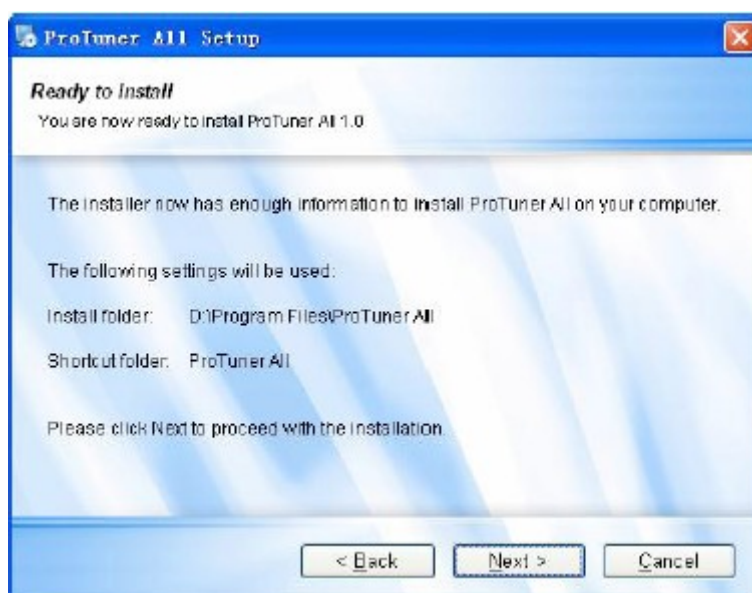 ProTuner All Setup
Ready to Install
You are now ready to install ProTuner All 1.0
The installer now has enough information to install ProTuner All on your computer.
The following settings will be used:
Install folder: D:\Program Files\ProTuner All
Shortcut folder: ProTuner All
Please click Next to proceed with the installation.
< Back Next > Cancel